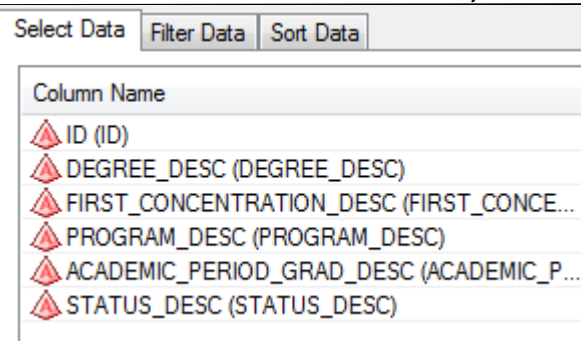 Select Data Filter Data Sort Data
Column Name
ID (ID)
DEGREE_DESC (DEGREE_DESC)
FIRST_CONCENTRATION_DESC (FIRST_CONCE...
PROGRAM_DESC (PROGRAM_DESC)
ACADEMIC_PERIOD_GRAD_DESC (ACADEMIC_P...
STATUS_DESC (STATUS_DESC)